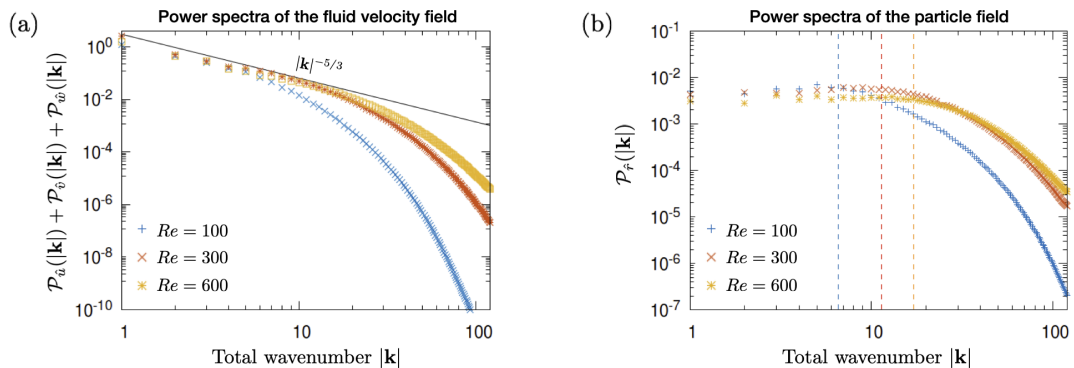 (a)
Power spectra of the fluid velocity field
10^0
10^-2
10^-4
10^-6
10^-8
10^-10
𝒫_û(|𝐤|) + 𝒫_v̂(|𝐤|) + 𝒫_ŵ(|𝐤|)
|𝐤|^−5/3
Re = 100
Re = 300
Re = 600
1 10 100
Total wavenumber |𝐤|
(b)
Power spectra of the particle field
10^-1
10^-2
10^-3
10^-4
10^-5
10^-6
10^-7
𝒫_r̂(|𝐤|)
Re = 100
Re = 300
Re = 600
1 10 100
Total wavenumber |𝐤|